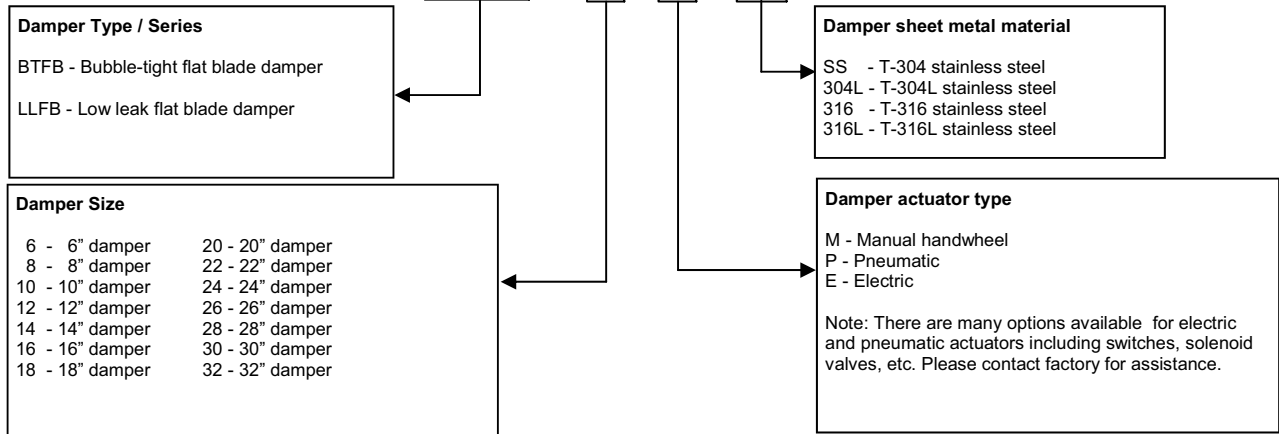 Damper Type / Series
BTFB - Bubble-tight flat blade damper
LLFB - Low leak flat blade damper
Damper sheet metal material
SS - T-304 stainless steel
304L - T-304L stainless steel
316 - T-316 stainless steel
316L - T-316L stainless steel
Damper Size
6 - 6” damper 20 - 20” damper
8 - 8” damper 22 - 22” damper
10 - 10” damper 24 - 24” damper
12 - 12” damper 26 - 26” damper
14 - 14” damper 28 - 28” damper
16 - 16” damper 30 - 30” damper
18 - 18” damper 32 - 32” damper
Damper actuator type
M - Manual handwheel
P - Pneumatic
E - Electric
Note: There are many options available for electric
and pneumatic actuators including switches, solenoid
valves, etc. Please contact factory for assistance.